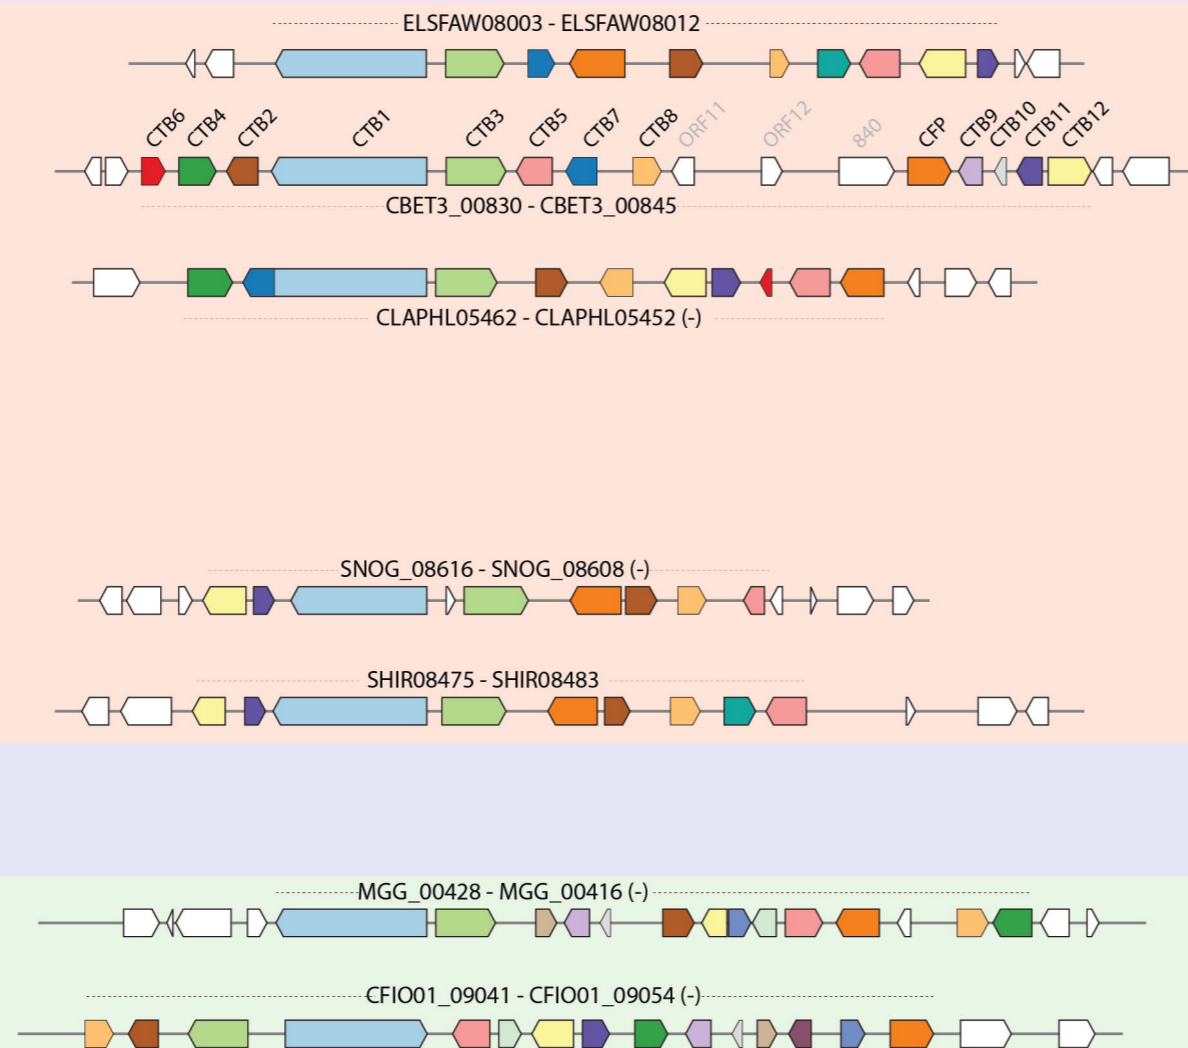 ELSFAW08003 - ELSFAW08012
CTB6 CTB4 CTB2 CTB1 CTB3 CTB5 CTB7 CTB8 ORF11 ORF12 840 CFP CTB9 CTB10 CTB11 CTB12
CBET3_00830 - CBET3_00845
CLAPHL05462 - CLAPHL05452 (-)
SNOG_08616 - SNOG_08608 (-)
SHIR08475 - SHIR08483
MGG_00428 - MGG_00416 (-)
CFIO01_09041 - CFIO01_09054 (-)